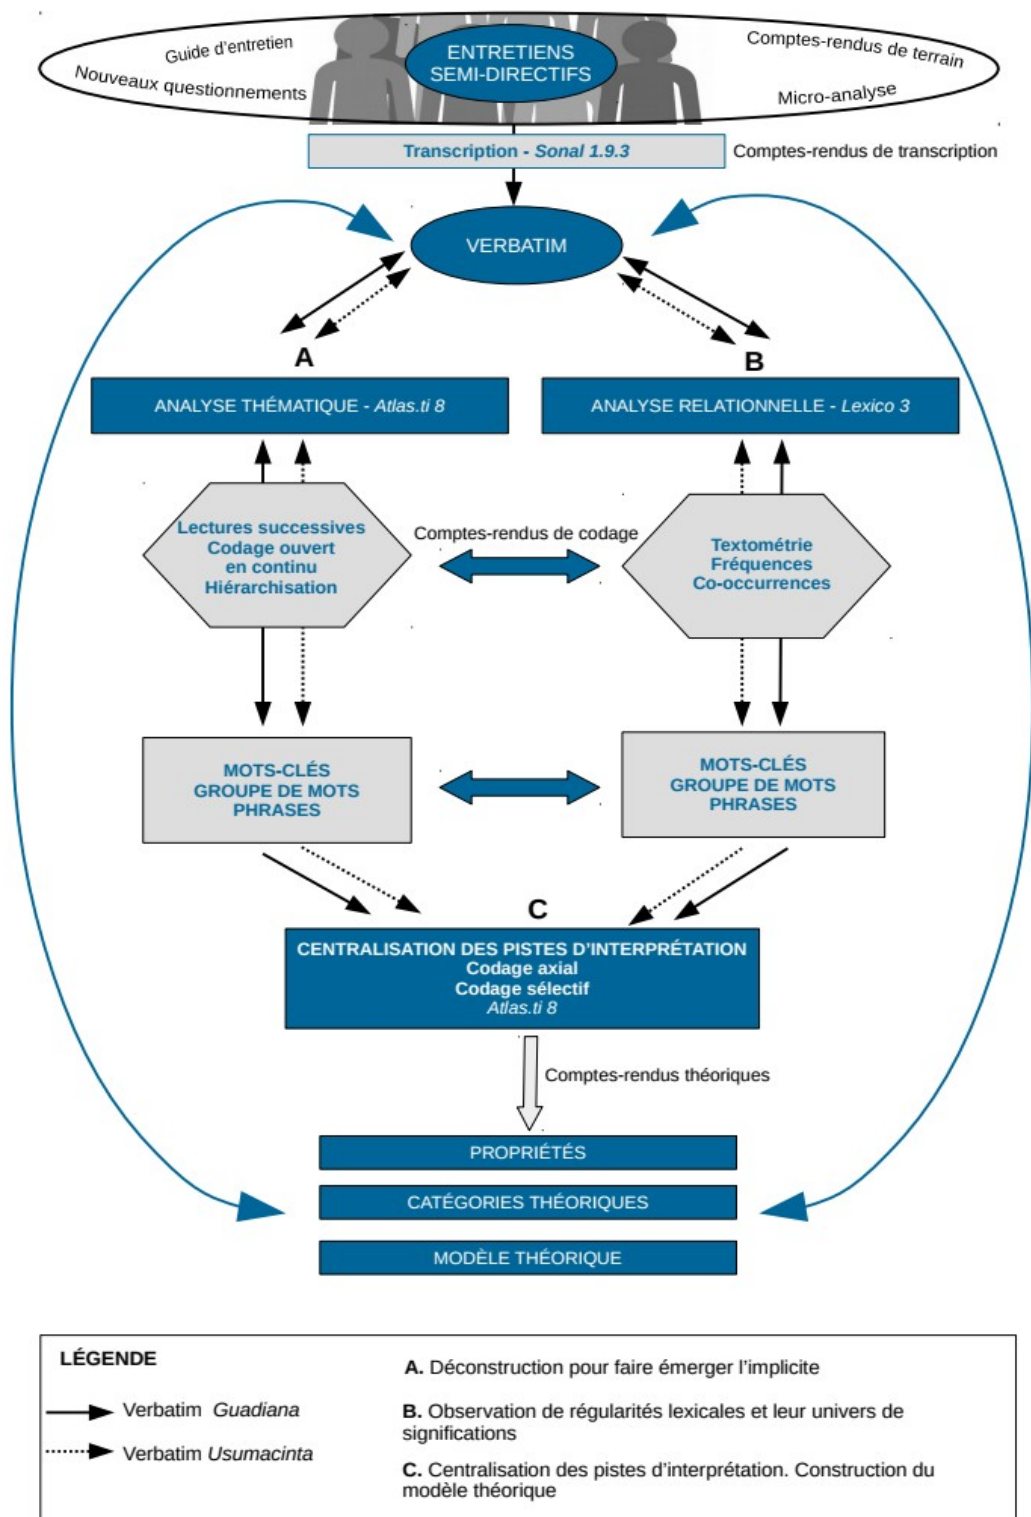 Guide d'entretien
Nouveaux questionnements
ENTRETIENS
SEMI-DIRECTIFS
Comptes-rendus de terrain
Micro-analyse
Transcription - Sonal 1.9.3
Comptes-rendus de transcription
VERBATIM
A
B
ANALYSE THÉMATIQUE - Atlas.ti 8
ANALYSE RELATIONNELLE - Lexico 3
Lectures successives
Codage ouvert
en continu
Hiérarchisation
Comptes-rendus de codage
Textométrie
Fréquences
Co-occurrences
MOTS-CLÉS
GROUPE DE MOTS
PHRASES
MOTS-CLÉS
GROUPE DE MOTS
PHRASES
C
CENTRALISATION DES PISTES D'INTERPRÉTATION
Codage axial
Codage sélectif
Atlas.ti 8
Comptes-rendus théoriques
PROPRIÉTÉS
CATÉGORIES THÉORIQUES
MODÈLE THÉORIQUE
LÉGENDE
Verbatim Guadiana
Verbatim Usumacinta
A. Déconstruction pour faire émerger l'implicite
B. Observation de régularités lexicales et leur univers de
significations
C. Centralisation des pistes d'interprétation. Construction du
modèle théorique